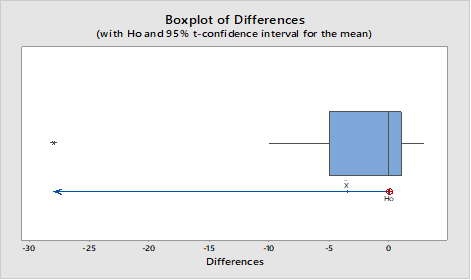 Boxplot of Differences
(with Ho and 95% t-confidence interval for the mean)
X̄
Ho
-30 -25 -20 -15 -10 -5 0
Differences